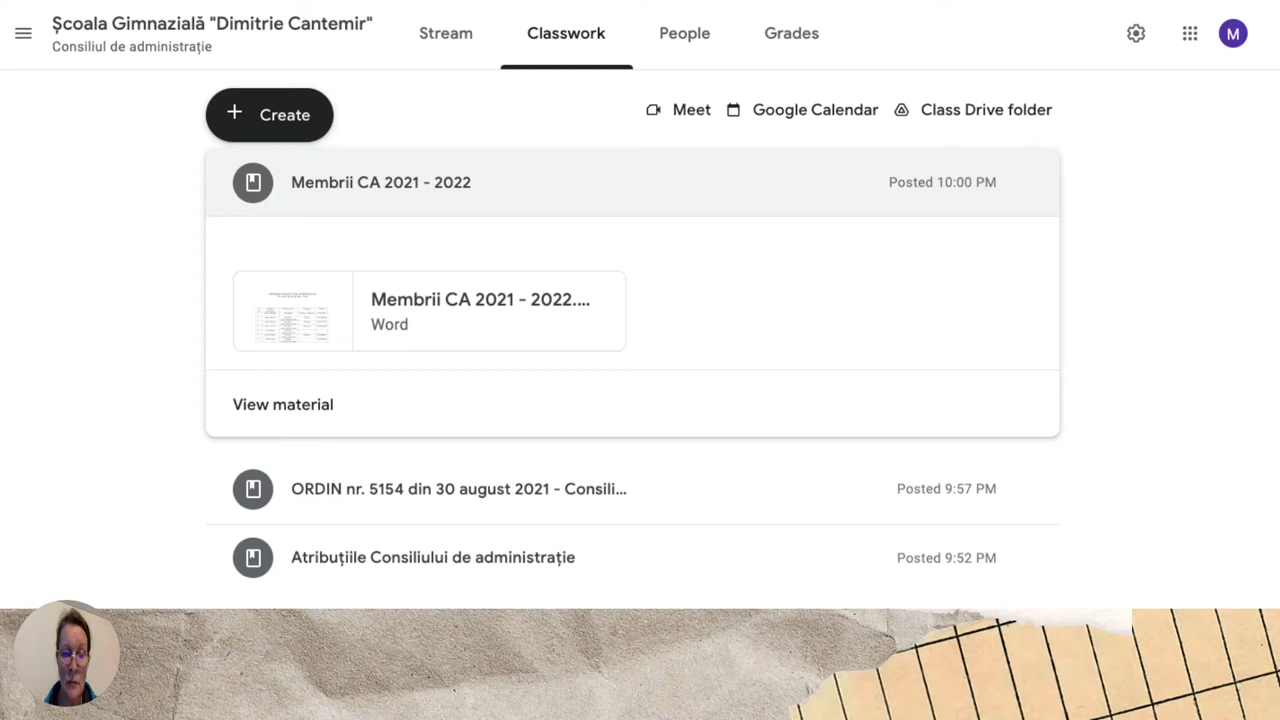 Școala Gimnazială "Dimitrie Cantemir"
Consiliul de administrație
Stream
Classwork
People
Grades
M
Create
Meet
Google Calendar
Class Drive folder
Membrii CA 2021 - 2022
Posted 10:00 PM
Membrii CA 2021 - 2022....
Word
View material
ORDIN nr. 5154 din 30 august 2021 - Consili...
Posted 9:57 PM
Atribuțiile Consiliului de administrație
Posted 9:52 PM